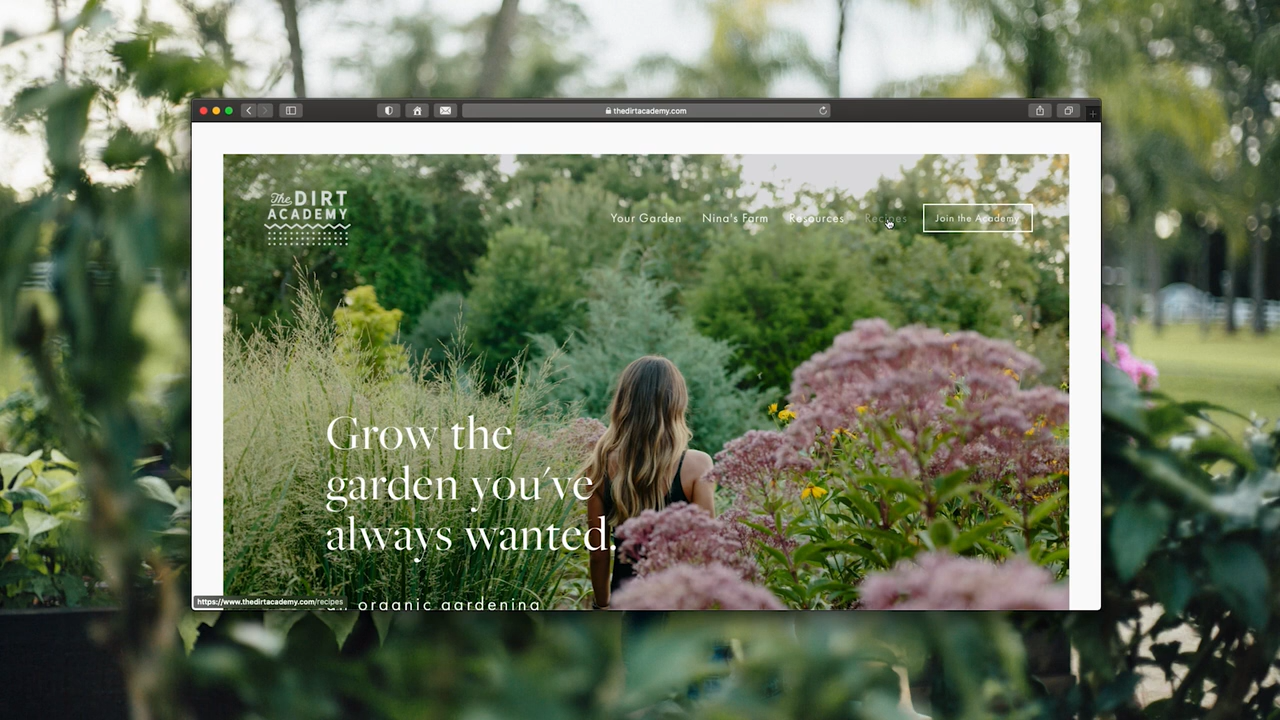 thedirtacademy.com
The DIRT
ACADEMY
Your Garden
Nina's Farm
Resources
Recipes
Join the Academy
Grow the
garden you've
always wanted.
organic gardening
https://www.thedirtacademy.com/recipes